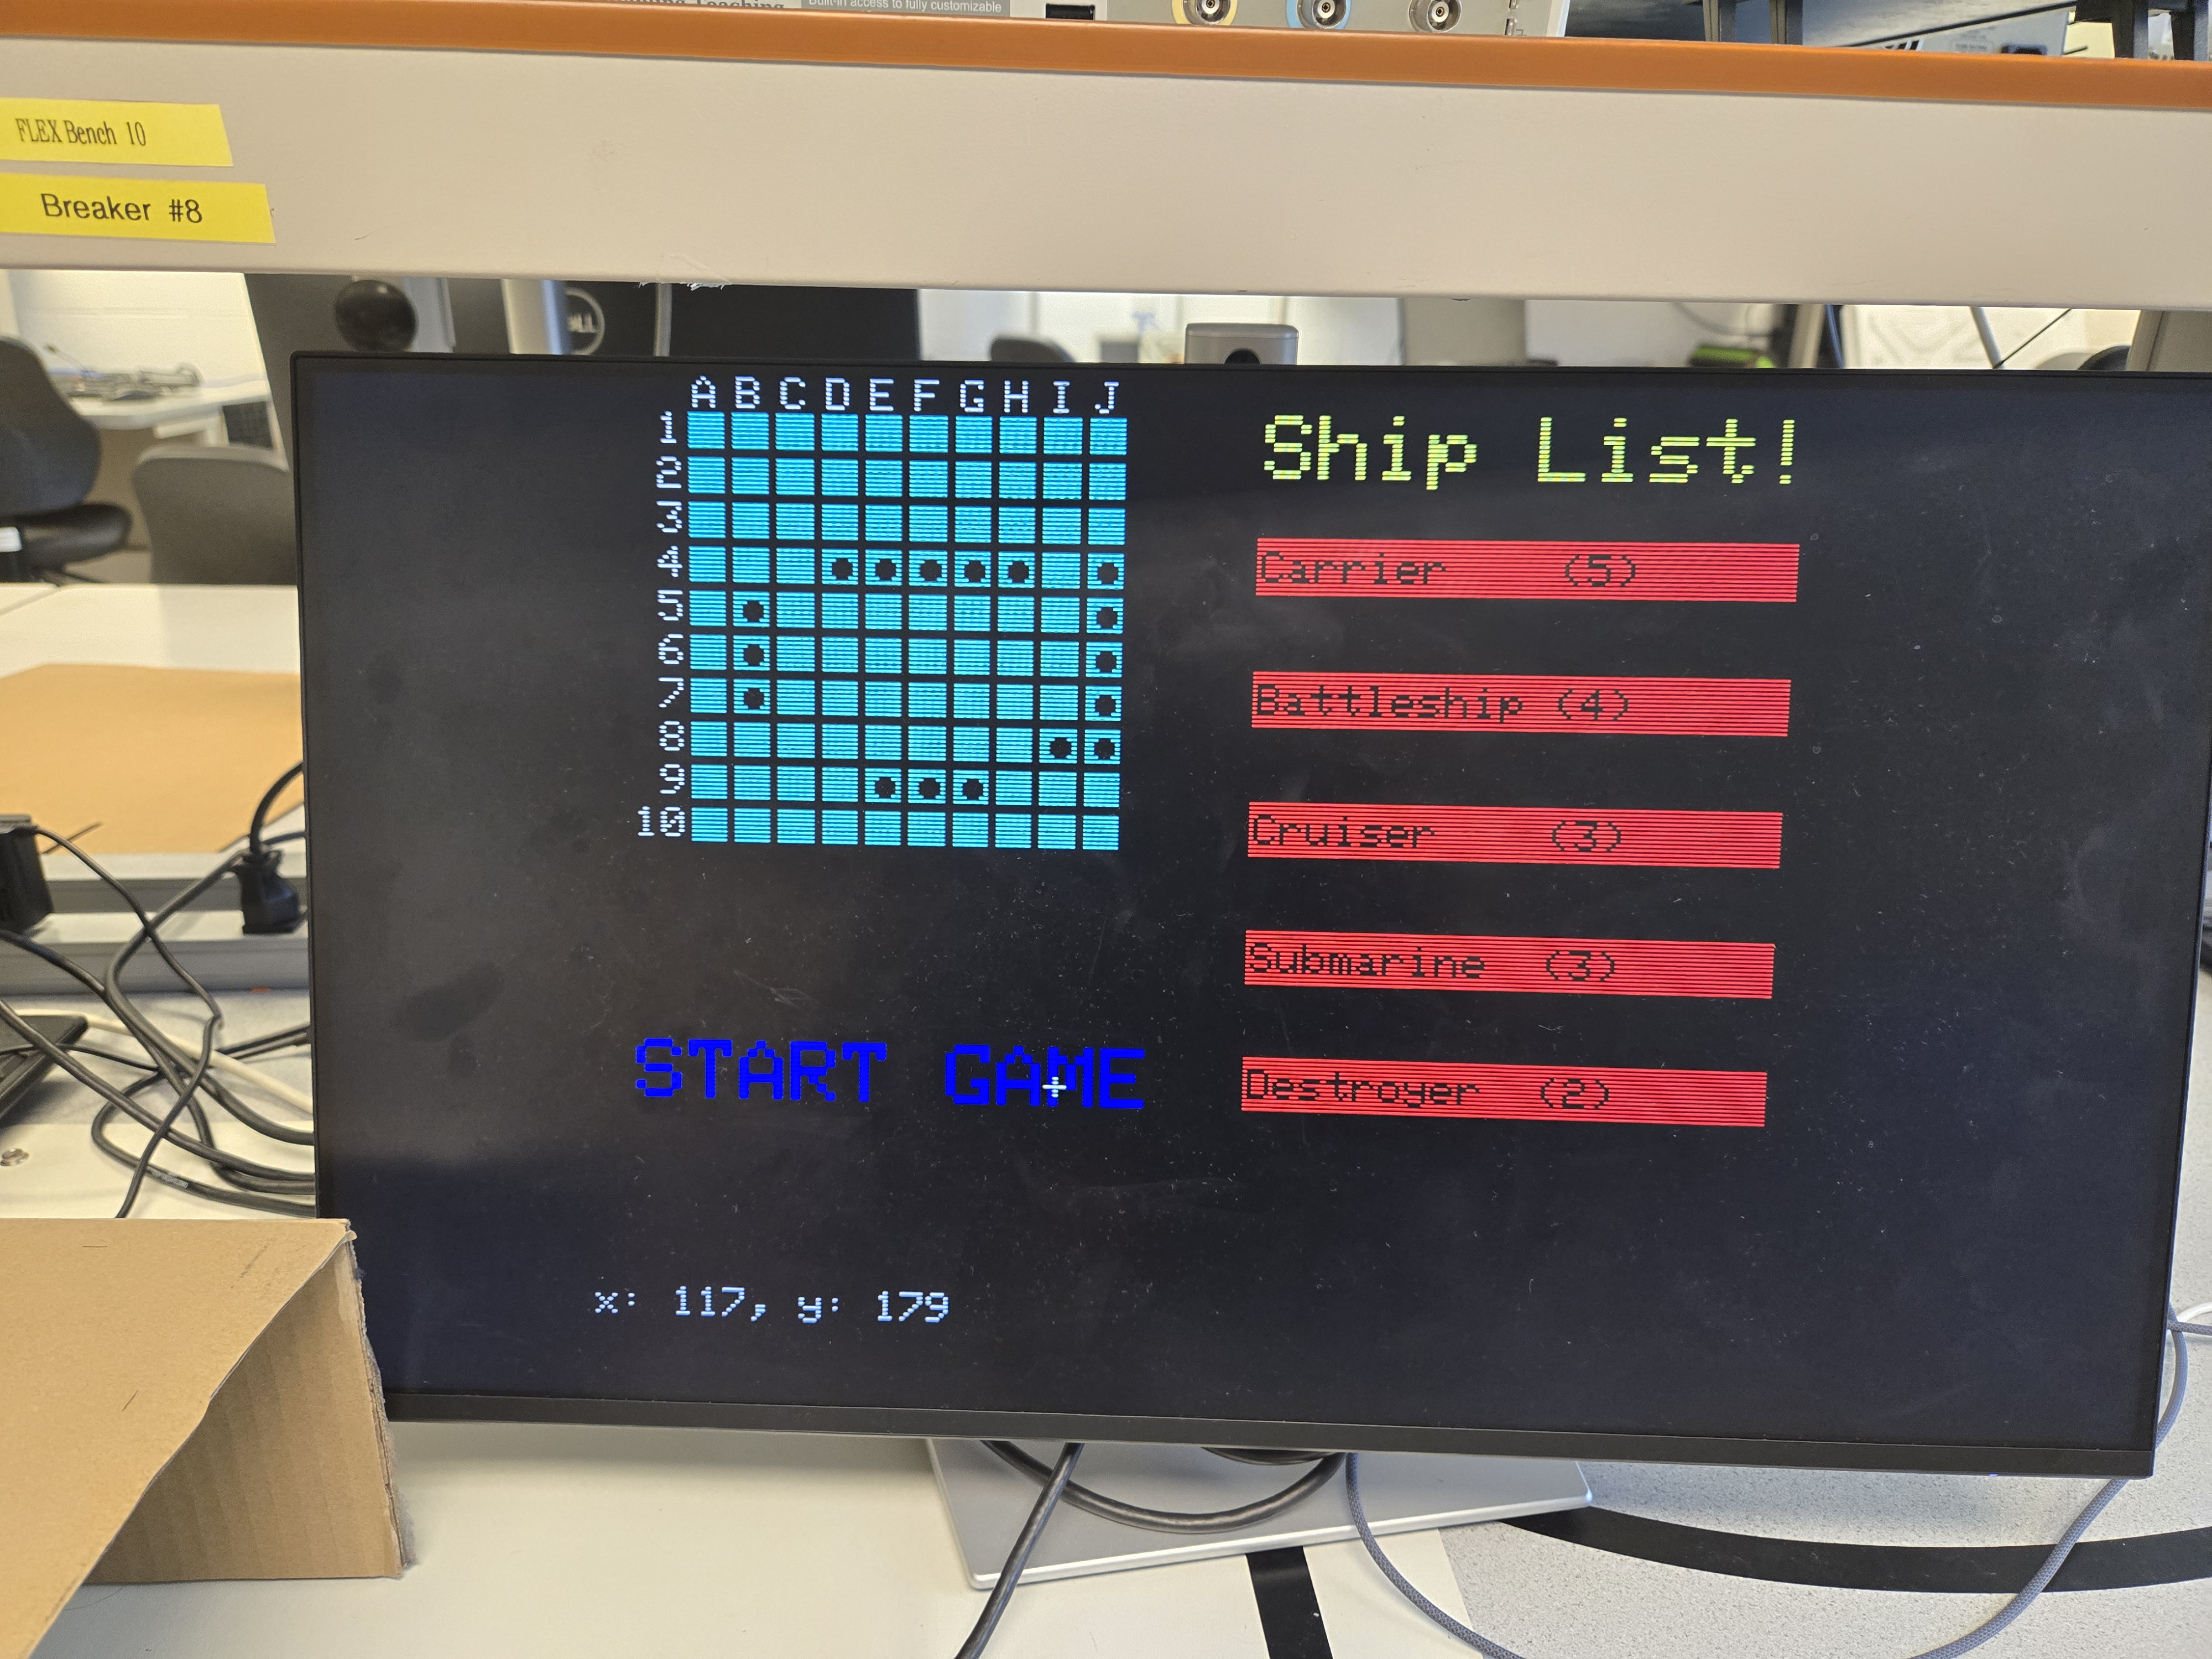 Built-in access to fully customizable
FLEX Bench 10
Breaker #8
DELL
A B C D E F G H I J
1
2
3
4
5
6
7
8
9
10
Ship List!
Carrier (5)
Battleship (4)
Cruiser (3)
Submarine (3)
Destroyer (2)
START GAME
x: 117, y: 179